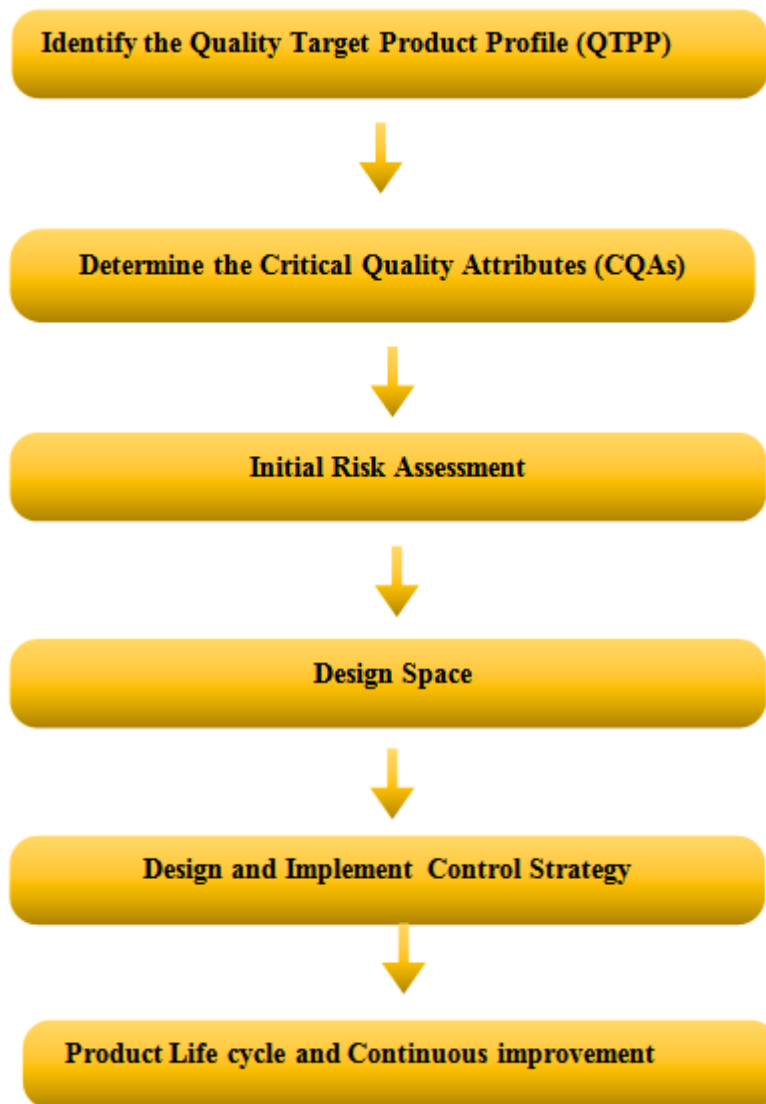 Identify the Quality Target Product Profile (QTPP)
Determine the Critical Quality Attributes (CQAs)
Initial Risk Assessment
Design Space
Design and Implement Control Strategy
Product Life cycle and Continuous improvement